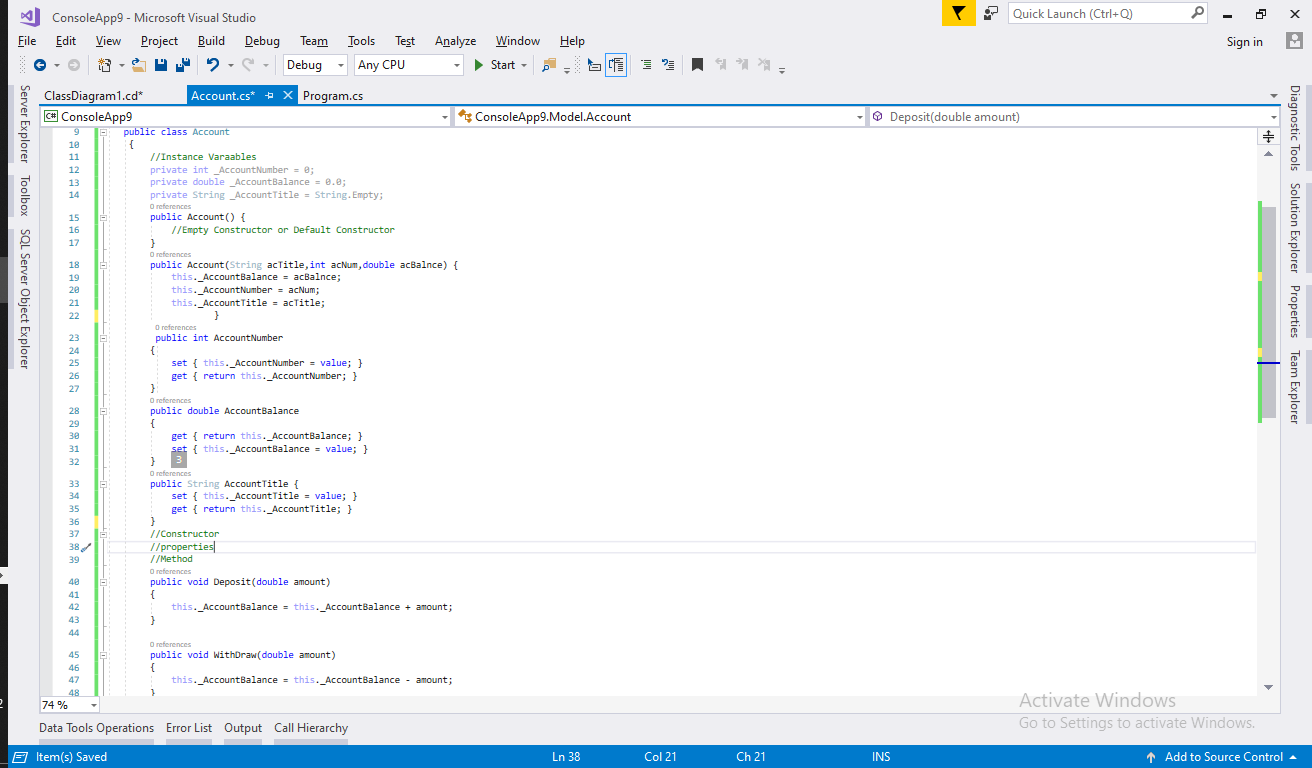 ConsoleApp9 - Microsoft Visual Studio
Quick Launch (Ctrl+Q)
File Edit View Project Build Debug Team Tools Test Analyze Window Help
Sign in
Debug Any CPU Start
Server Explorer
Toolbox
SQL Server Object Explorer
ClassDiagram1.cd* Account.cs* Program.cs
C# ConsoleApp9 ConsoleApp9.Model.Account Deposit(double amount)
9 public class Account
10 {
11 //Instance Varaables
12 private int _AccountNumber = 0;
13 private double _AccountBalance = 0.0;
14 private String _AccountTitle = String.Empty;
0 references
15 public Account() {
16 //Empty Constructor or Default Constructor
17 }
0 references
18 public Account(String acTitle,int acNum,double acBalnce) {
19 this._AccountBalance = acBalnce;
20 this._AccountNumber = acNum;
21 this._AccountTitle = acTitle;
22 }
0 references
23 public int AccountNumber
24 {
25 set { this._AccountNumber = value; }
26 get { return this._AccountNumber; }
27 }
0 references
28 public double AccountBalance
29 {
30 get { return this._AccountBalance; }
31 set { this._AccountBalance = value; }
32 }
3
0 references
33 public String AccountTitle {
34 set { this._AccountTitle = value; }
35 get { return this._AccountTitle; }
36 }
37 //Constructor
38 //properties
39 //Method
0 references
40 public void Deposit(double amount)
41 {
42 this._AccountBalance = this._AccountBalance + amount;
43 }
44
0 references
45 public void WithDraw(double amount)
46 {
47 this._AccountBalance = this._AccountBalance - amount;
48 }
Diagnostic Tools
Solution Explorer
Properties
Team Explorer
74 %
Activate Windows
Go to Settings to activate Windows.
Data Tools Operations Error List Output Call Hierarchy
Item(s) Saved Ln 38 Col 21 Ch 21 INS Add to Source Control